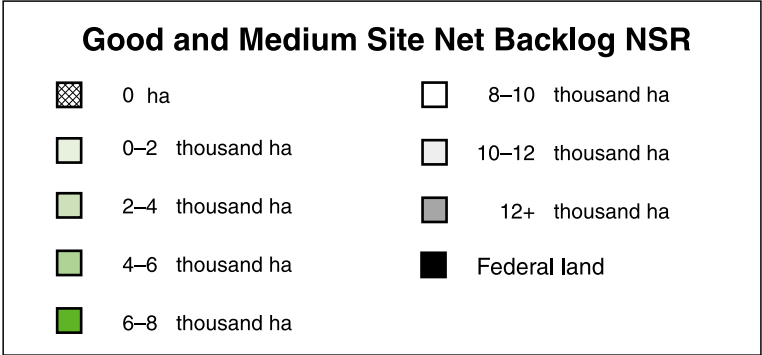 Good and Medium Site Net Backlog NSR
0 ha
0–2 thousand ha
2–4 thousand ha
4–6 thousand ha
6–8 thousand ha
8–10 thousand ha
10–12 thousand ha
12+ thousand ha
Federal land